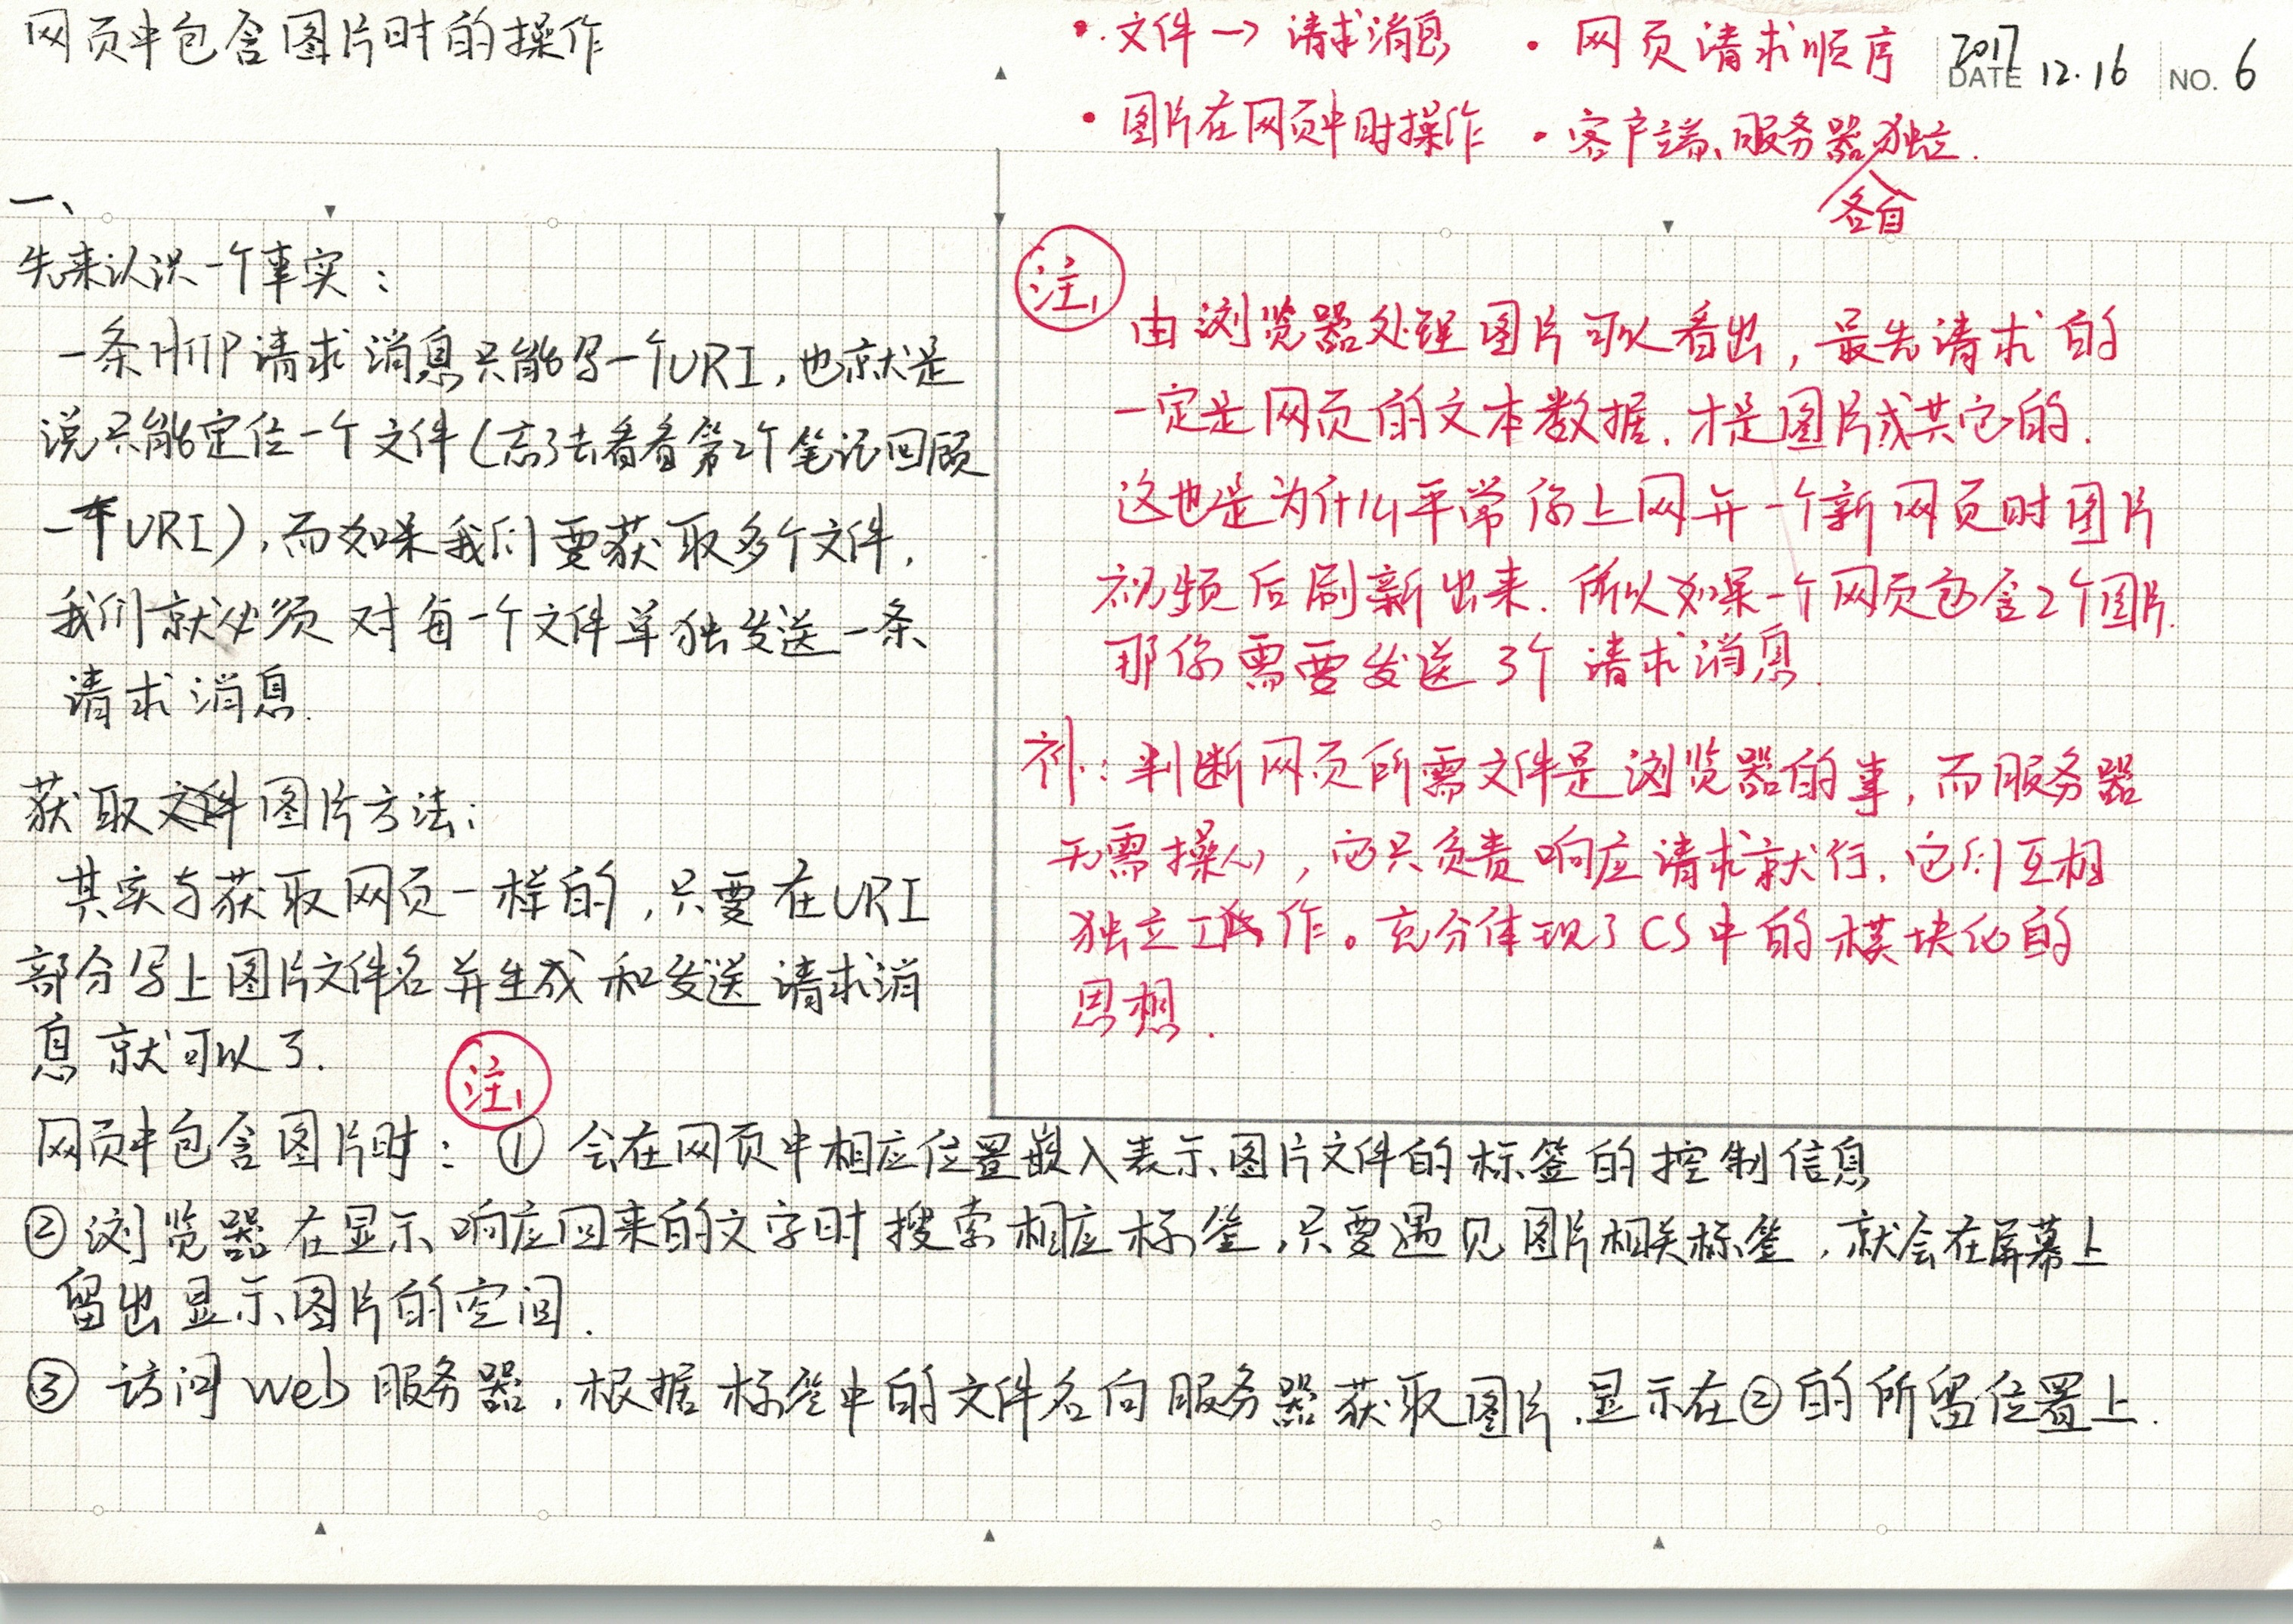 网页中包含图片时的操作
· 文件 → 请求消息
· 网页请求顺序
2017
DATE 12.16 NO. 6
· 图片在网页中时操作
· 客户端、服务器独立.
各自
一、
先来认识一个事实：
一条HTTP请求消息只能写一个URI,也就是
说只能定位一个文件(忘了去看看第2个笔记回顾
一下URI),而如果我们要获取多个文件,
我们就必须对每一个文件单独发送一条
请求消息.
获取图片方法：
其实与获取网页一样的,只要在URI
部分写上图片文件名并生成和发送请求消
息就可以了.
注1
由浏览器处理图片可以看出,最先请求的
一定是网页的文本数据.才是图片或其它的.
这也是为什么平常你上网开一个新网页时图片
视频后刷新出来.所以如果一个网页包含2个图片.
那你需要发送3个请求消息.
补：判断网页所需文件是浏览器的事,而服务器
无需操心,它只负责响应请求就行.它们互相
独立工作。充分体现了CS中的模块化的
思想.
注1
网页中包含图片时：① 会在网页中相应位置嵌入表示图片文件的标签的控制信息
② 浏览器在显示响应回来的文字时搜索相应标签,只要遇见图片相关标签,就会在屏幕上
留出显示图片的空间.
③ 访问Web服务器,根据标签中的文件名向服务器获取图片.显示在②的所留位置上.